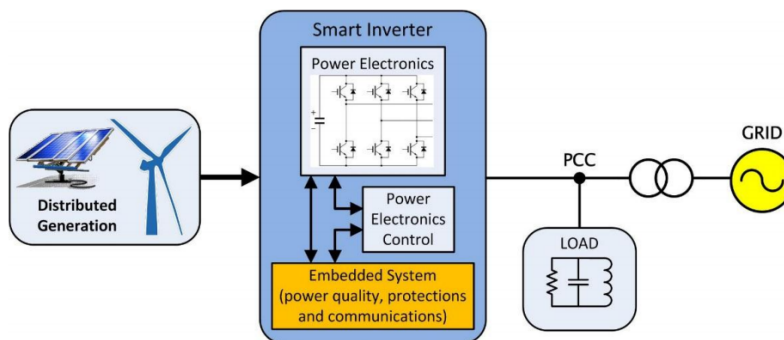 Smart Inverter
Power Electronics
+
-
Distributed
Generation
Power
Electronics
Control
Embedded System
(power quality, protections
and communications)
PCC
GRID
LOAD